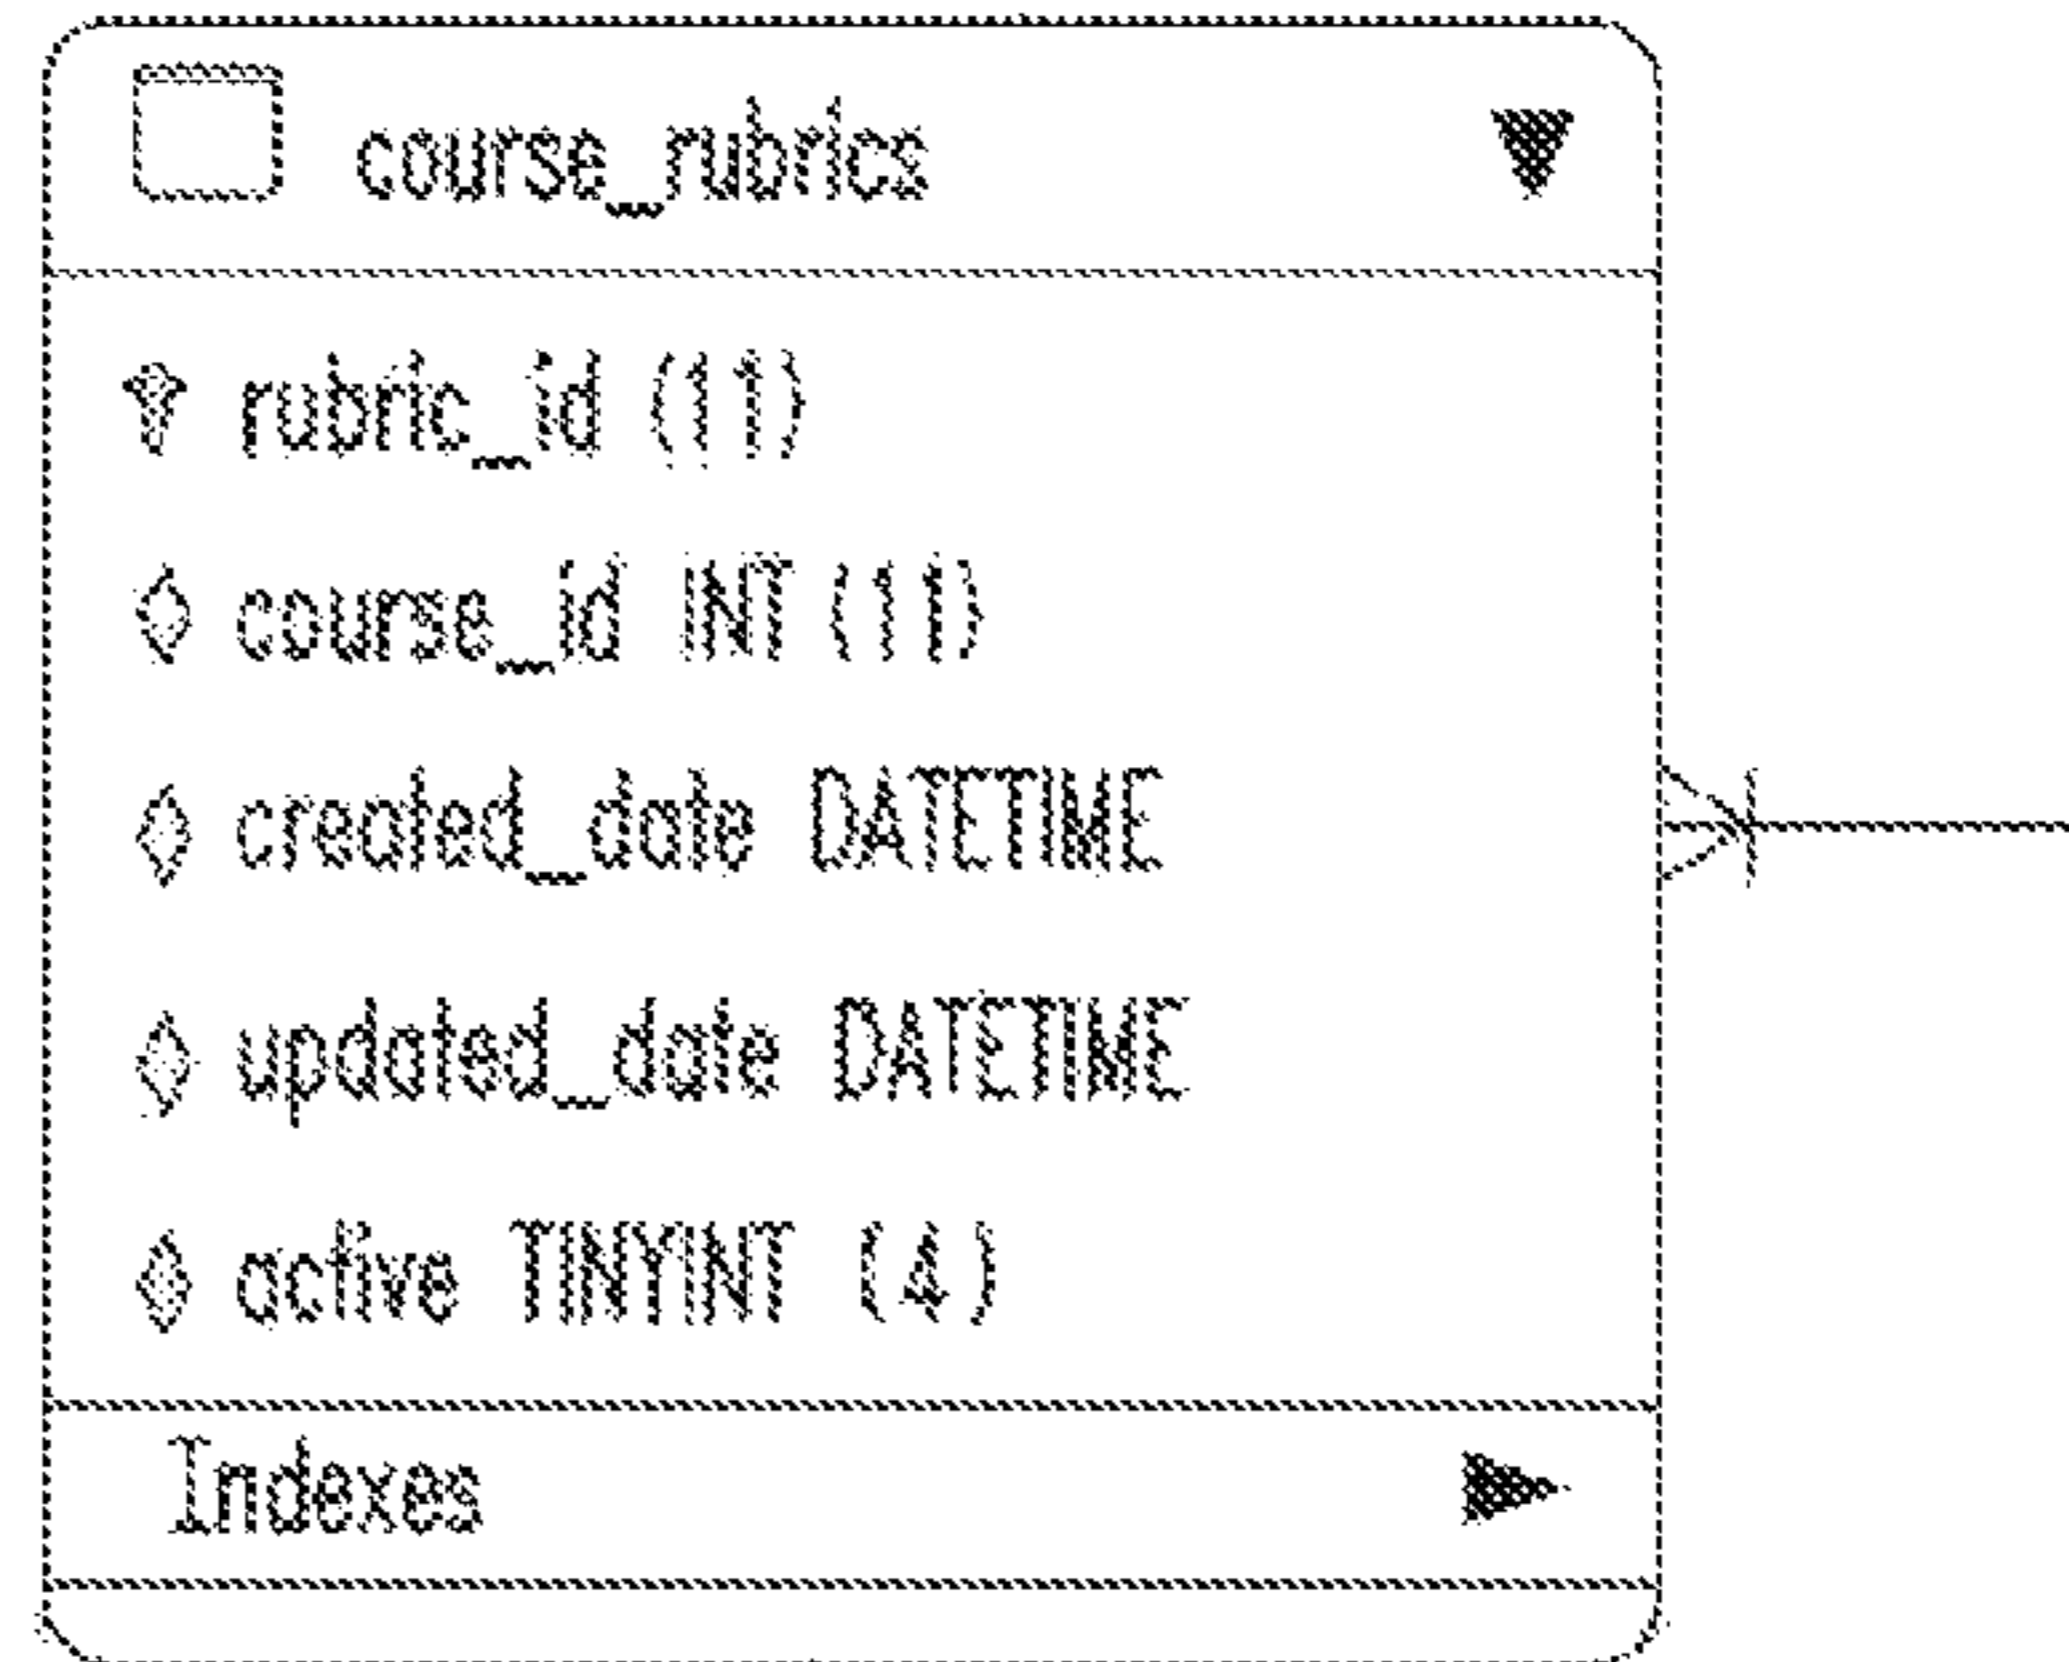 course_rubrics
rubric_id (11)
course_id INT (11)
created_date DATETIME
updated_date DATETIME
active TINYINT (4)
Indexes